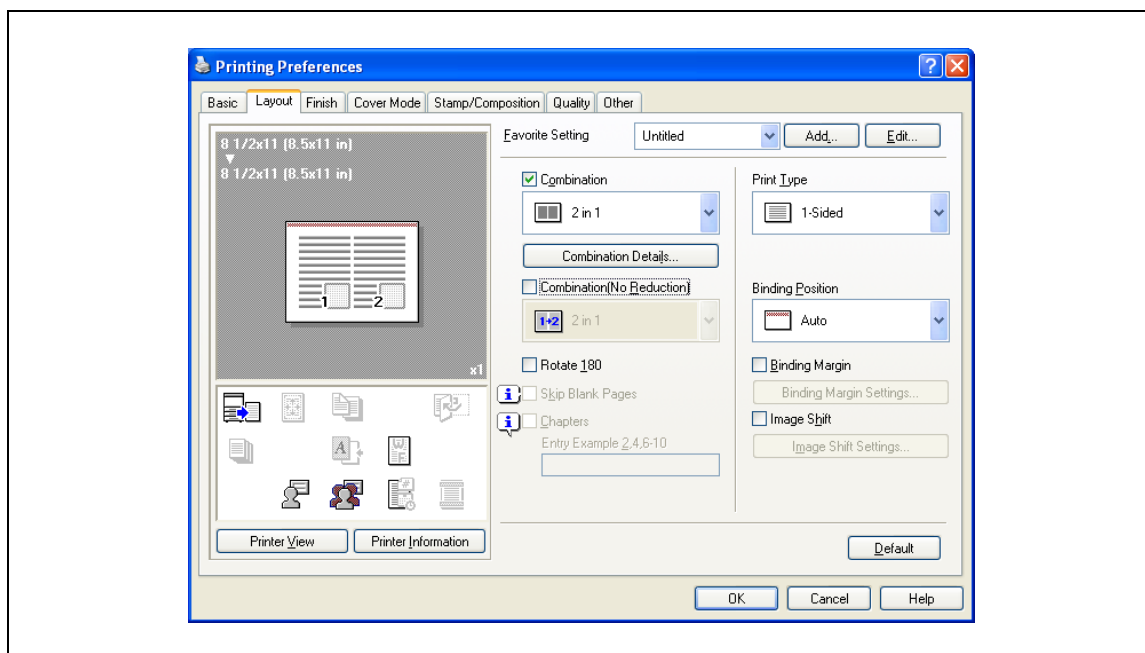 Printing Preferences
Basic Layout Finish Cover Mode Stamp/Composition Quality Other
8 1/2x11 (8.5x11 in)
8 1/2x11 (8.5x11 in)
1 2
x1
Printer View Printer Information
Favorite Setting Untitled Add... Edit...
Combination
2 in 1
Combination Details...
Combination(No Reduction)
1 2 2 in 1
Rotate 180
Skip Blank Pages
Chapters
Entry Example 2,4,6-10
Print Type
1-Sided
Binding Position
Auto
Binding Margin
Binding Margin Settings...
Image Shift
Image Shift Settings...
Default
OK Cancel Help